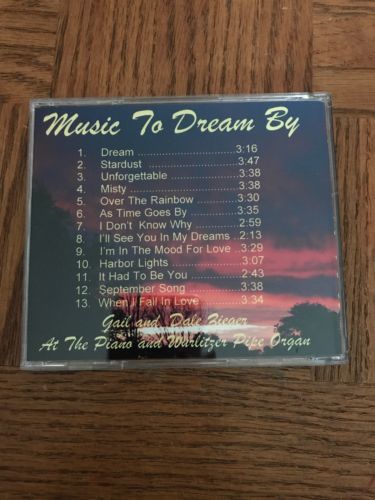 Music To Dream By
1. Dream ........................... 3:16
2. Stardust ........................ 3:47
3. Unforgettable ................ 3:38
4. Misty ............................. 3:38
5. Over The Rainbow ......... 3:30
6. As Time Goes By ........... 3:35
7. I Don't Know Why .......... 2:59
8. I'll See You In My Dreams .. 2:13
9. I'm In The Mood For Love ..3:29
10. Harbor Lights ................ 3:07
11. It Had To Be You ............ 2:43
12. September Song ............ 3:38
13. When I Fall In Love ......... 3:34
Gail and Dale Zieger
At The Piano and Wurlitzer Pipe Organ